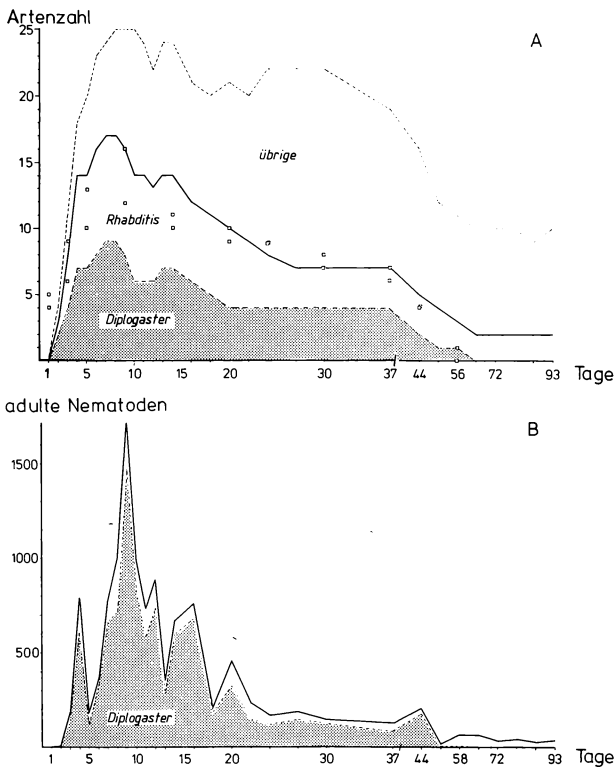 Artenzahl
25
A
20
15
übrige
10
Rhabditis
5
Diplogaster
1 5 10 15 20 30 37 44 56 72 93 Tage
adulte Nematoden
B
1500
1000
500
Diplogaster
1 5 10 15 20 30 37 44 58 72 93 Tage